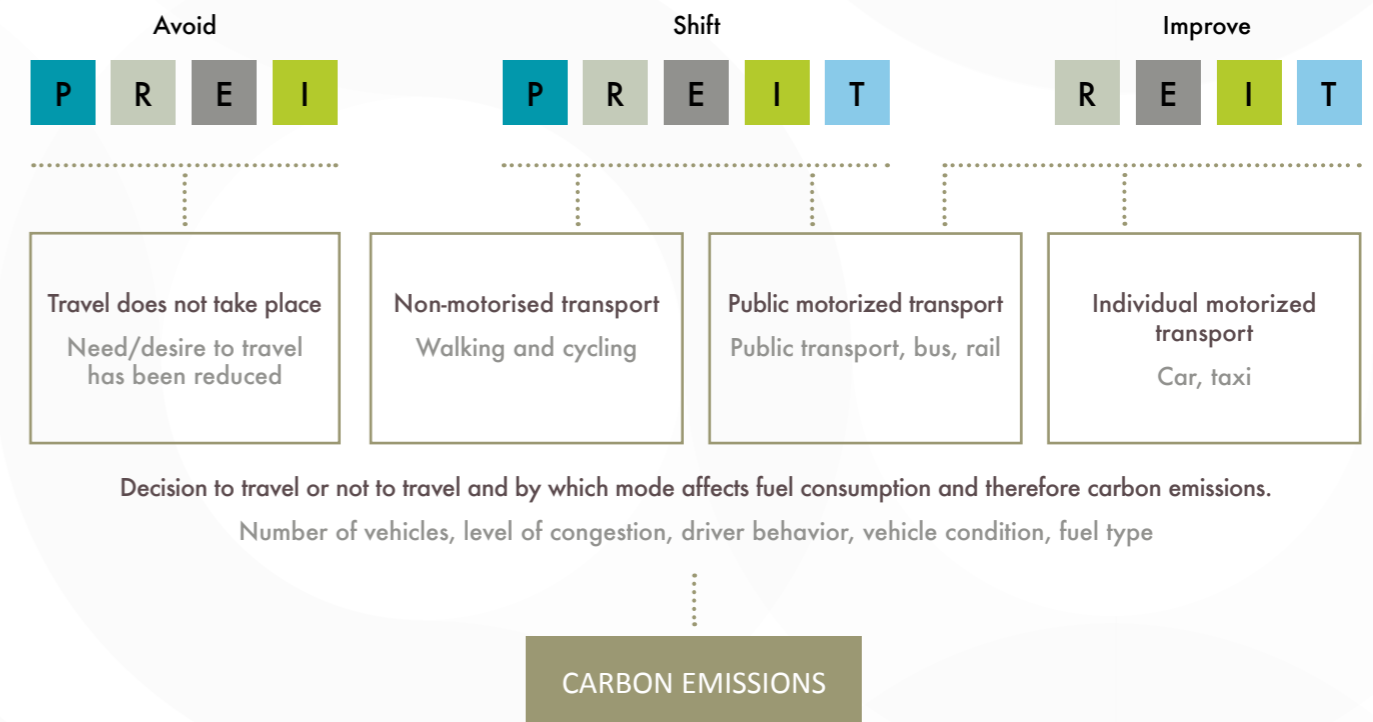 Avoid
Shift
Improve
P R E I
P R E I T
R E I T
Travel does not take place
Need/desire to travel
has been reduced
Non-motorised transport
Walking and cycling
Public motorized transport
Public transport, bus, rail
Individual motorized
transport
Car, taxi
Decision to travel or not to travel and by which mode affects fuel consumption and therefore carbon emissions.
Number of vehicles, level of congestion, driver behavior, vehicle condition, fuel type
CARBON EMISSIONS